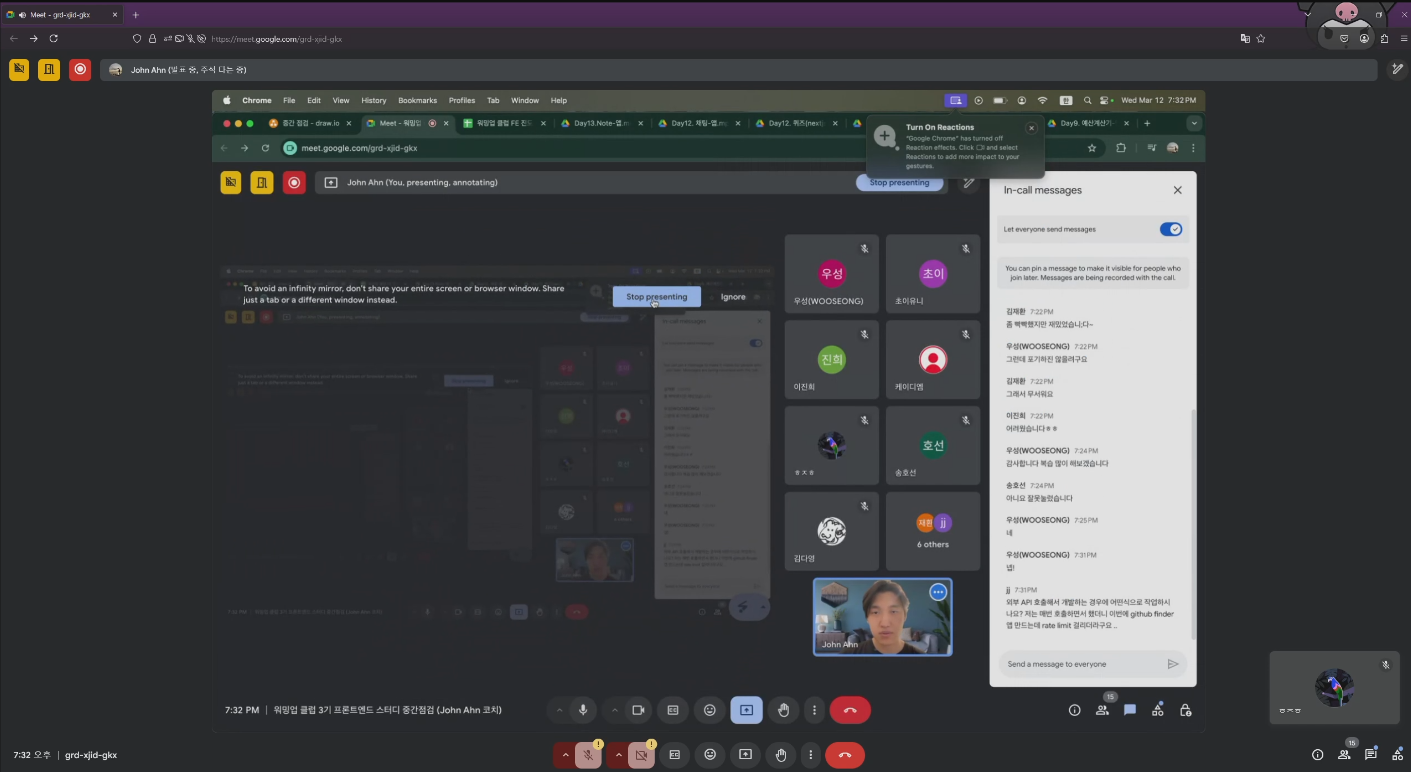 Meet - grd-xjid-gkx
https://meet.google.com/grd-xjid-gkx
John Ahn (발표 중, 주석 다는 중)
Chrome File Edit View History Bookmarks Profiles Tab Window Help
Wed Mar 12 7:32 PM
중간 점검 - draw.io
Meet - 워밍업
워밍업 클럽 FE 진도
Day13.Note-앱.m
Day12. 채팅-앱.m
Day12. 퀴즈(next)
Day9. 예산계산기-
meet.google.com/grd-xjid-gkx
Turn On Reactions
"Google Chrome" has turned off
Reaction effects. Click and select
Reactions to add more impact to your
gestures.
John Ahn (You, presenting, annotating)
Stop presenting
To avoid an infinity mirror, don't share your entire screen or browser window. Share
just a tab or a different window instead.
Stop presenting
Ignore
우성
우성(WOOSEONG)
초이
초이유니
진희
이진희
케이디엠
ㅎㅈㅎ
호선
송호선
김다영
재환
jj
6 others
John Ahn
In-call messages
Let everyone send messages
You can pin a message to make it visible for people who
join later. Messages are being recorded with the call.
김재환 7:22 PM
좀 빡빡했지만 재밌었습니;다~
우성(WOOSEONG) 7:22 PM
그런데 포기하진 않을려구요
김재환 7:22 PM
그래서 무서워요
이진희 7:22 PM
어려웠습니다ㅎㅎ
우성(WOOSEONG) 7:24 PM
감사합니다 복습 많이 해보겠습니다
송호선 7:24 PM
아니요 잘못눌렀습니다
우성(WOOSEONG) 7:25 PM
네
우성(WOOSEONG) 7:31 PM
넵!
jj 7:31 PM
외부 API 호출해서 개발하는 경우에 어떤식으로 작업하시
나요? 저는 매번 호출하면서 했더니 이번에 github finder
앱 만드는데 rate limit 걸리더라구요 ..
Send a message to everyone
7:32 PM | 워밍업 클럽 3기 프론트엔드 스터디 중간점검 (John Ahn 코치)
15
ㅎㅈㅎ
7:32 오후 | grd-xjid-gkx
15